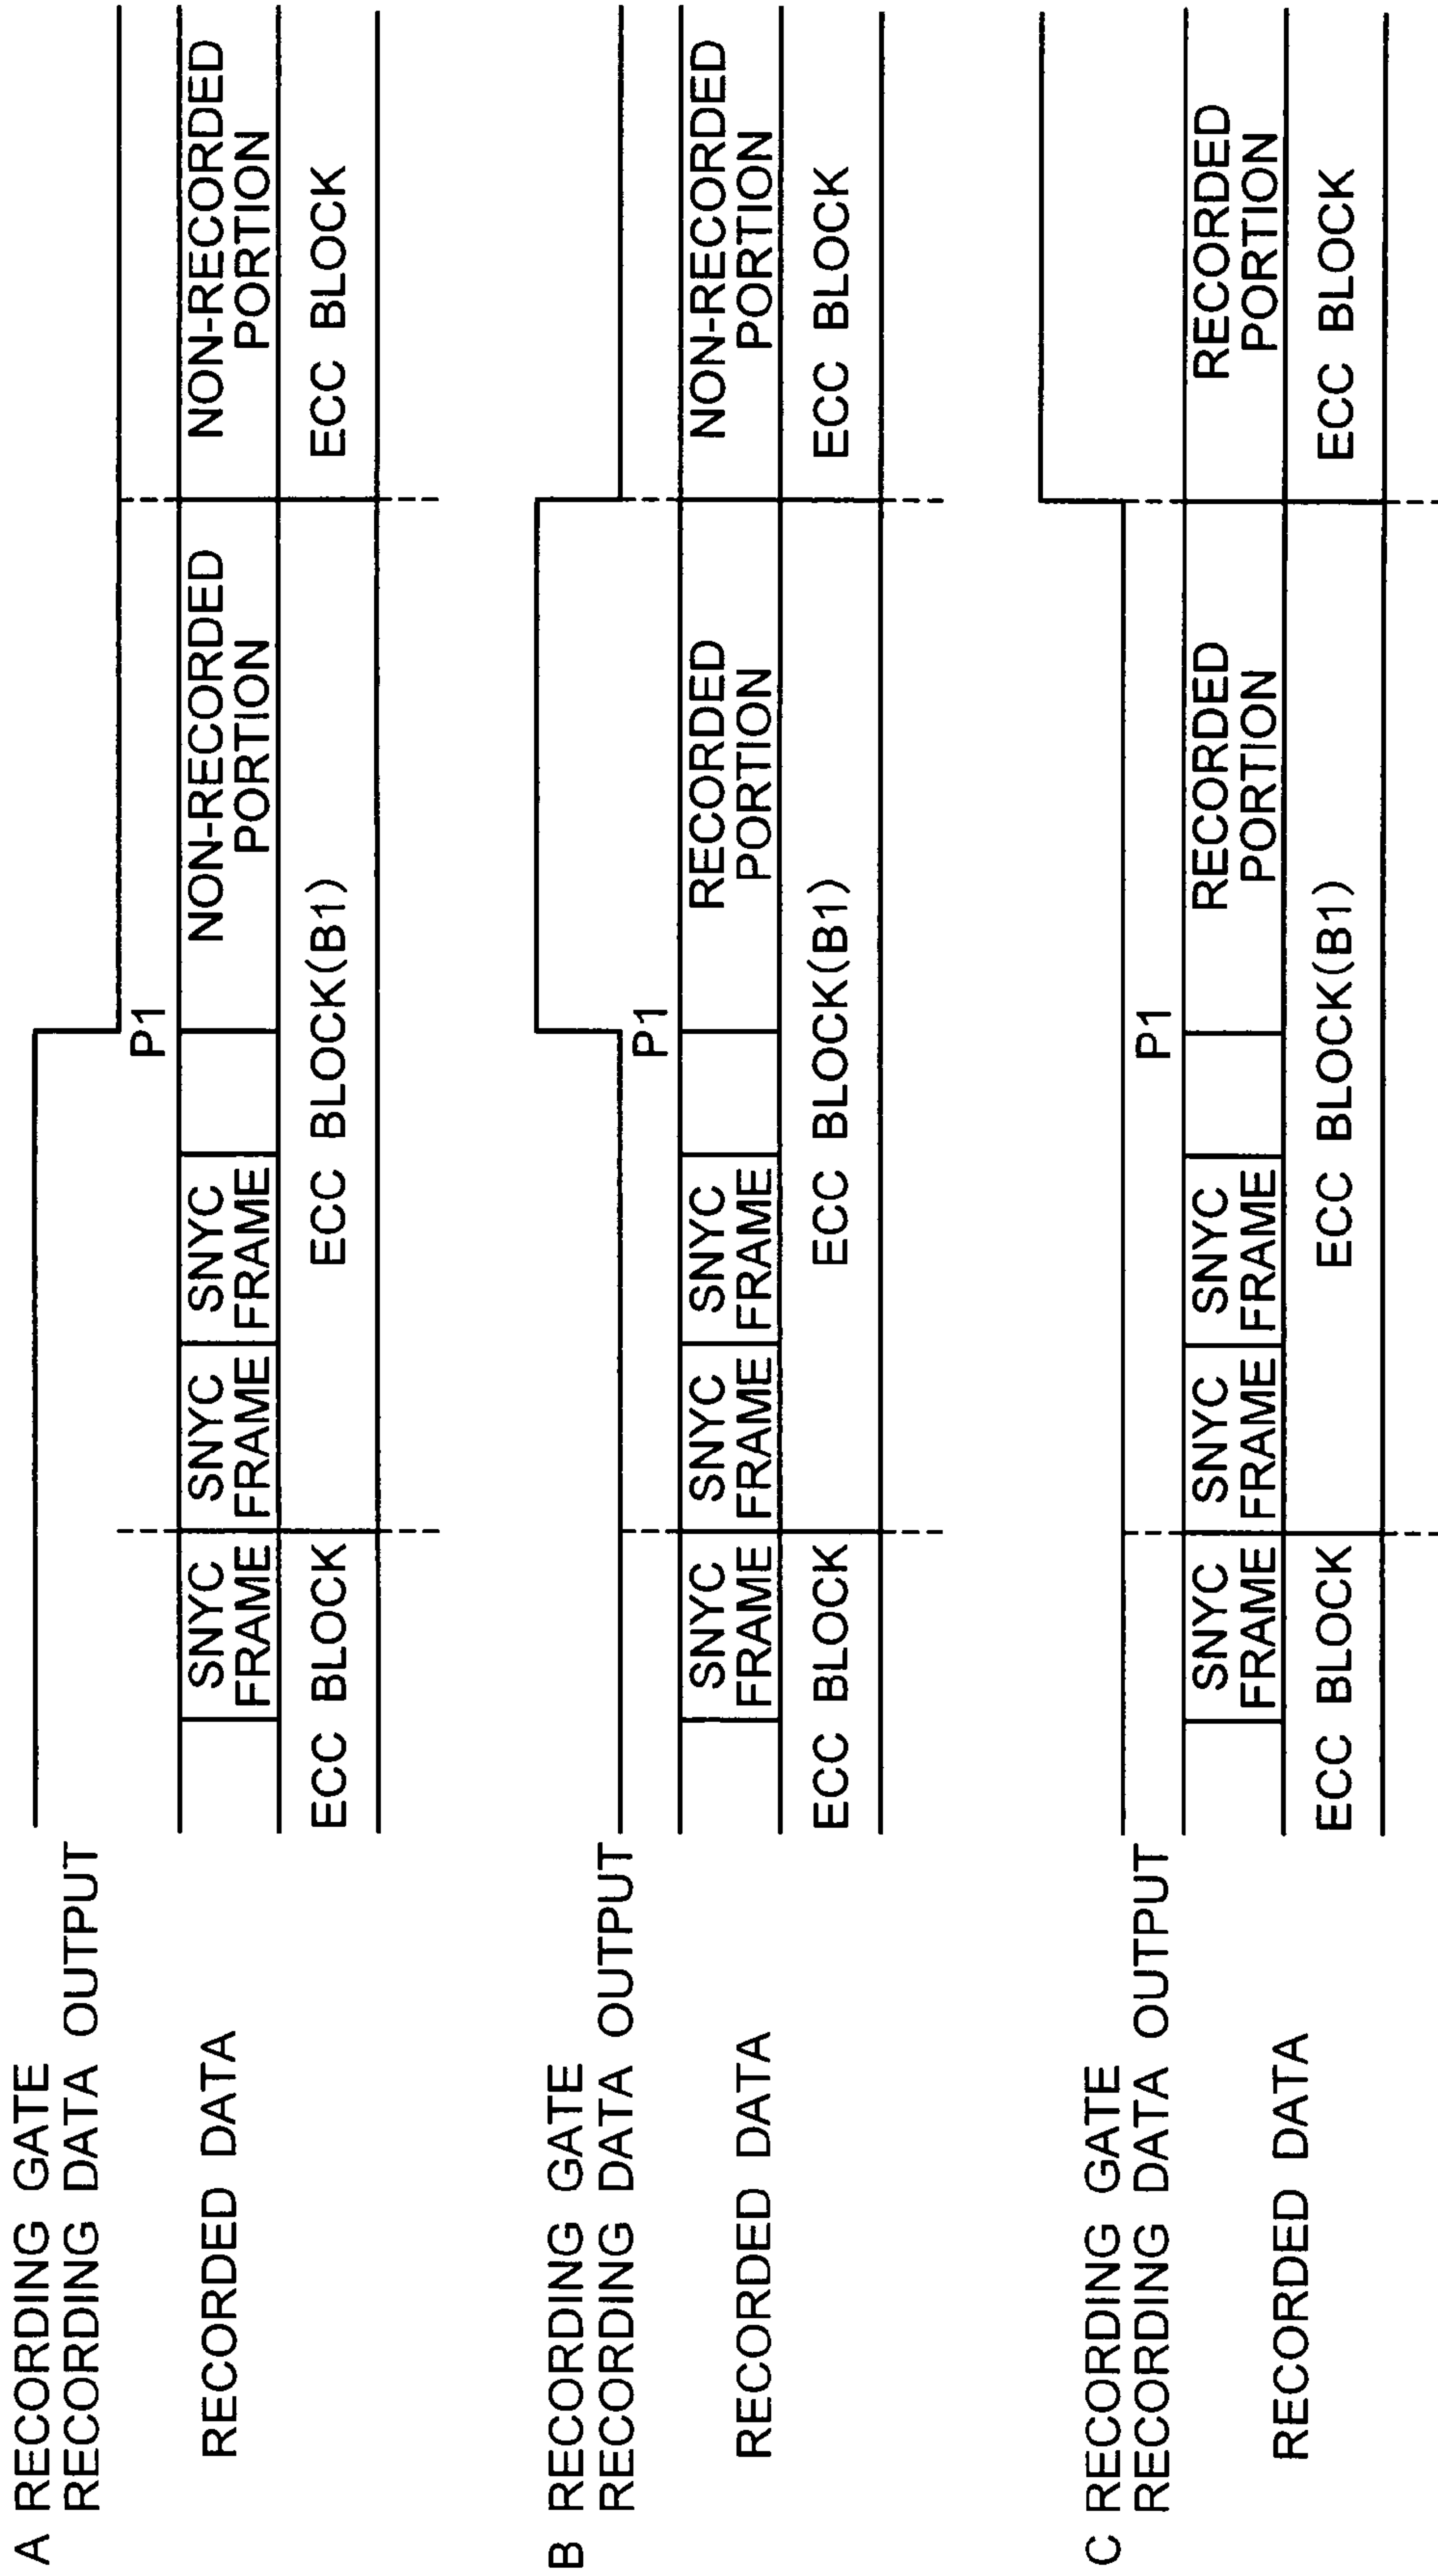 A RECORDING GATE
RECORDING DATA OUTPUT
P1
RECORDED DATA
SNYC
FRAME
SNYC
FRAME
SNYC
FRAME
NON-RECORDED
PORTION
NON-RECORDED
PORTION
ECC BLOCK
ECC BLOCK(B1)
ECC BLOCK
B RECORDING GATE
RECORDING DATA OUTPUT
P1
RECORDED DATA
SNYC
FRAME
SNYC
FRAME
SNYC
FRAME
RECORDED
PORTION
NON-RECORDED
PORTION
ECC BLOCK
ECC BLOCK(B1)
ECC BLOCK
C RECORDING GATE
RECORDING DATA OUTPUT
P1
RECORDED DATA
SNYC
FRAME
SNYC
FRAME
SNYC
FRAME
RECORDED
PORTION
RECORDED
PORTION
ECC BLOCK
ECC BLOCK(B1)
ECC BLOCK